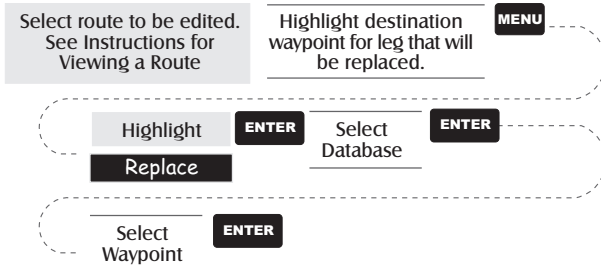 Select route to be edited.
See Instructions for
Viewing a Route
Highlight destination
waypoint for leg that will
be replaced.
MENU
Highlight
Replace
ENTER
Select
Database
ENTER
Select
Waypoint
ENTER